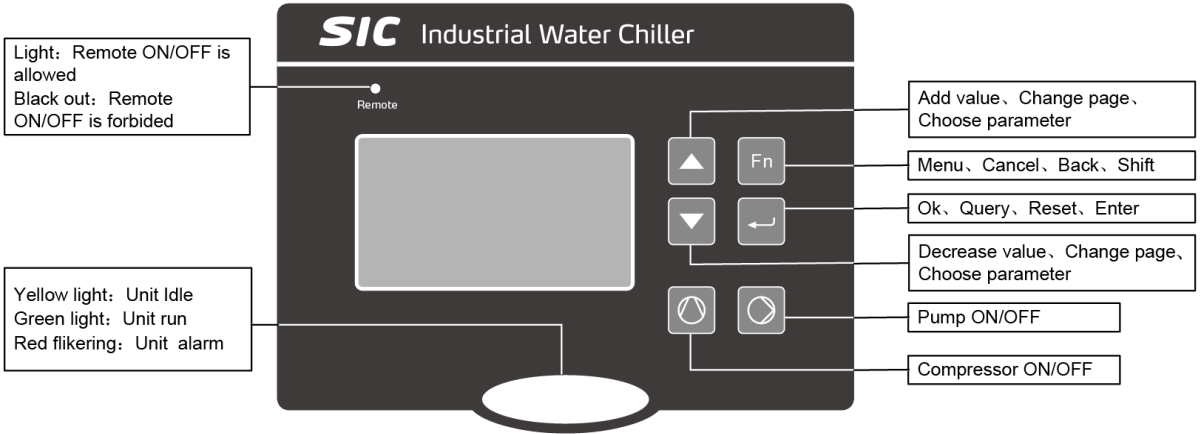 SIC Industrial Water Chiller
Light：Remote ON/OFF is
allowed
Black out：Remote
ON/OFF is forbided
Remote
Add value、Change page、
Choose parameter
Fn
Menu、Cancel、Back、Shift
Ok、Query、Reset、Enter
Decrease value、Change page、
Choose parameter
Yellow light：Unit Idle
Green light：Unit run
Red flikering：Unit alarm
Pump ON/OFF
Compressor ON/OFF